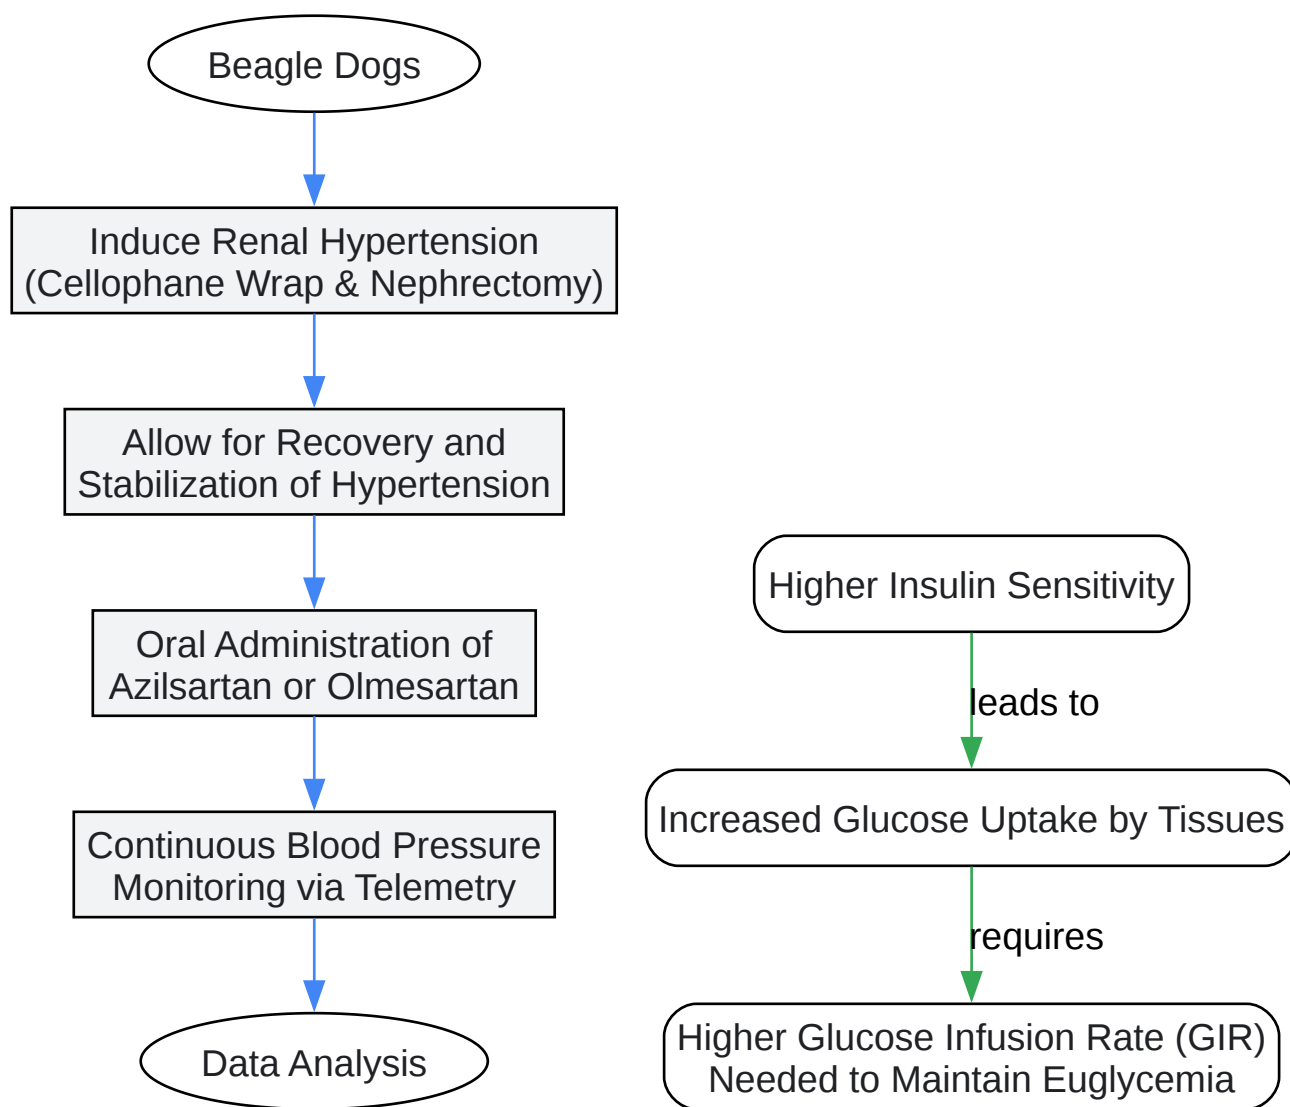 Beagle Dogs
Induce Renal Hypertension
(Cellophane Wrap & Nephrectomy)
Allow for Recovery and
Stabilization of Hypertension
Oral Administration of
Azilsartan or Olmesartan
Continuous Blood Pressure
Monitoring via Telemetry
Data Analysis
Higher Insulin Sensitivity
leads to
Increased Glucose Uptake by Tissues
requires
Higher Glucose Infusion Rate (GIR)
Needed to Maintain Euglycemia